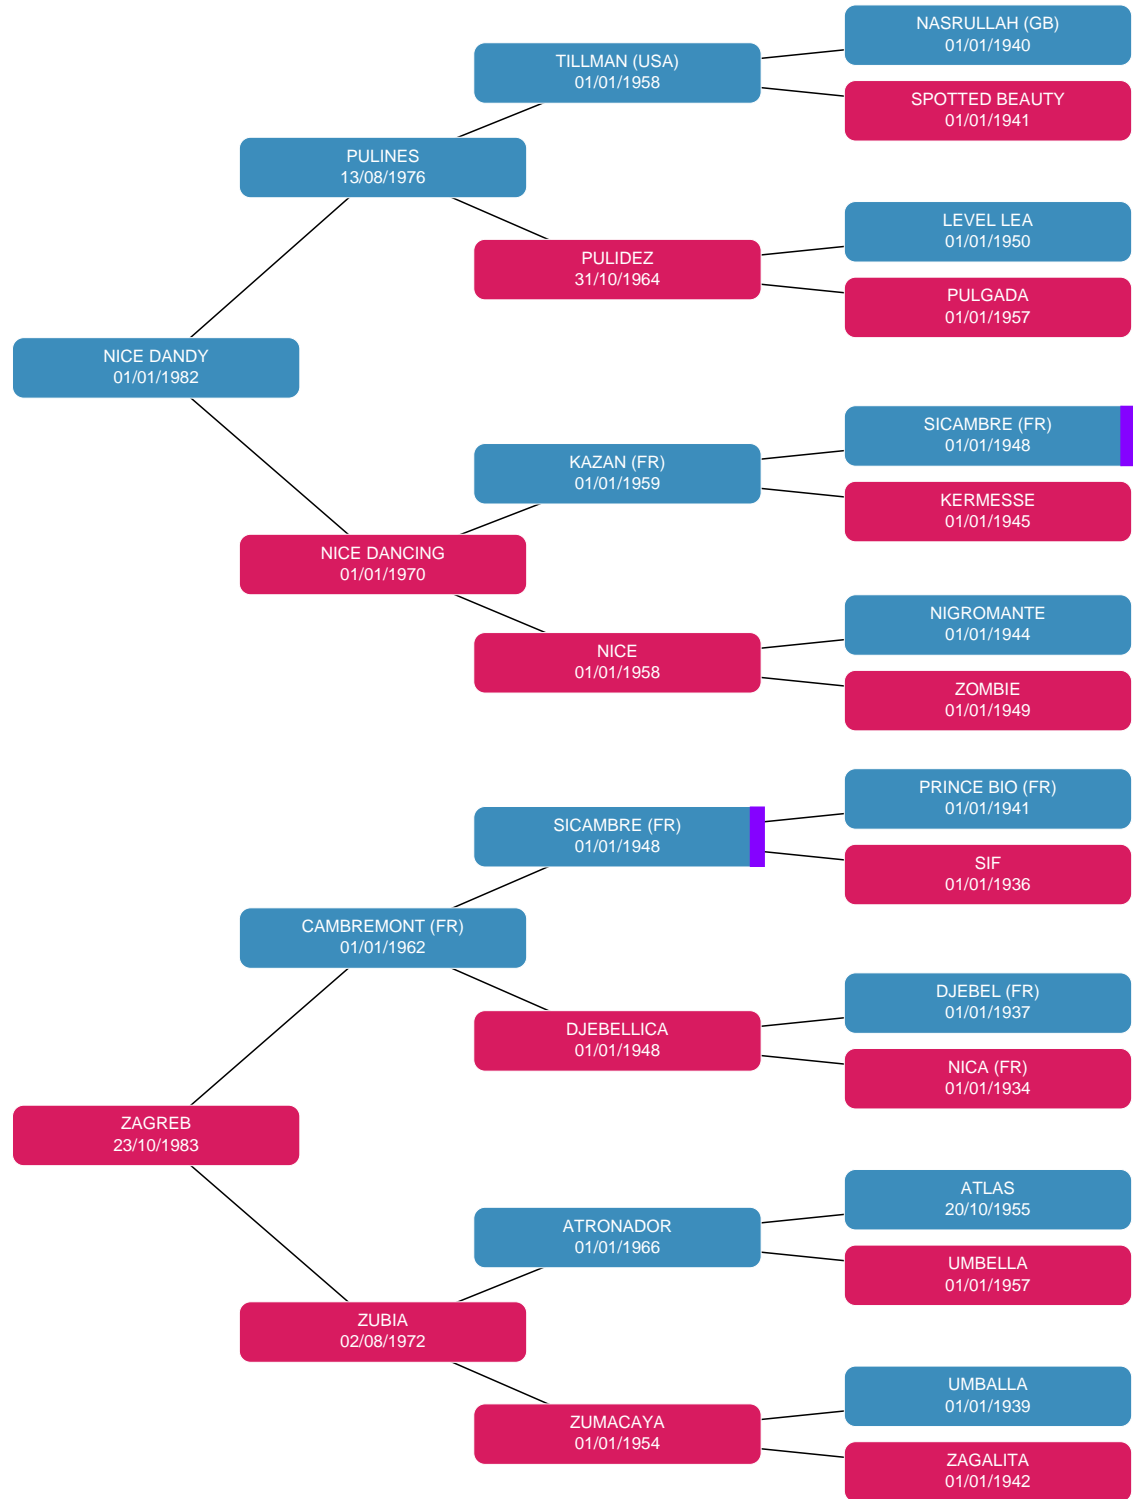 NASRULLAH (GB)
01/01/1940
TILLMAN (USA)
01/01/1958
SPOTTED BEAUTY
01/01/1941
PULINES
13/08/1976
LEVEL LEA
01/01/1950
PULIDEZ
31/10/1964
PULGADA
01/01/1957
NICE DANDY
01/01/1982
SICAMBRE (FR)
01/01/1948
KAZAN (FR)
01/01/1959
KERMESSE
01/01/1945
NICE DANCING
01/01/1970
NIGROMANTE
01/01/1944
NICE
01/01/1958
ZOMBIE
01/01/1949
PRINCE BIO (FR)
01/01/1941
SICAMBRE (FR)
01/01/1948
SIF
01/01/1936
CAMBREMONT (FR)
01/01/1962
DJEBEL (FR)
01/01/1937
DJEBELLICA
01/01/1948
NICA (FR)
01/01/1934
ZAGREB
23/10/1983
ATLAS
20/10/1955
ATRONADOR
01/01/1966
UMBELLA
01/01/1957
ZUBIA
02/08/1972
UMBALLA
01/01/1939
ZUMACAYA
01/01/1954
ZAGALITA
01/01/1942